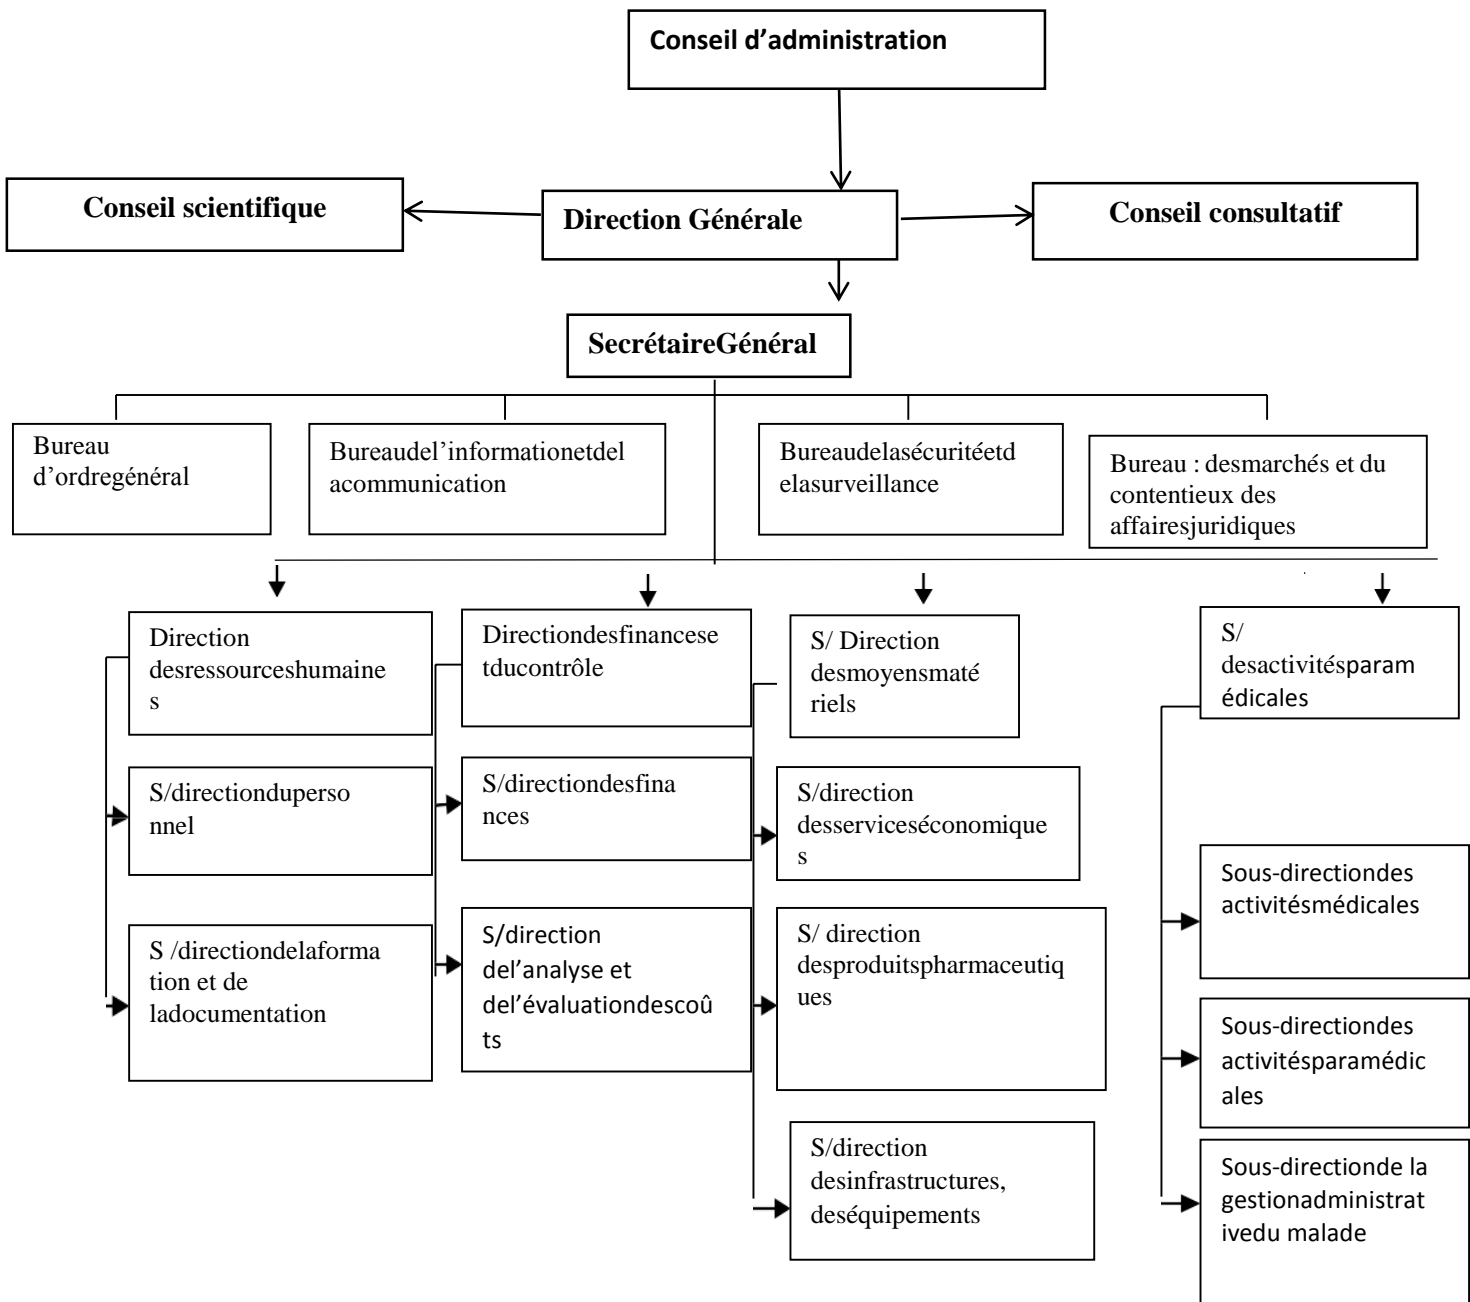 Conseil d’administration
Conseil scientifique
Direction Générale
Conseil consultatif
SecrétaireGénéral
Bureau
d’ordregénéral
Bureaudel’informationetdel
acommunication
Bureaudelasécuritéetd
elasurveillance
Bureau : desmarchés et du
contentieux des
affairesjuridiques
Direction
desressourceshumaine
s
Directiondesfinancese
tducontrôle
S/ Direction
desmoyensmaté
riels
S/
desactivitésparam
édicales
S/directionduperso
nnel
S/directiondesfina
nces
S/direction
desserviceséconomique
s
Sous-directiondes
activitésmédicales
S /directiondelaforma
tion et de
ladocumentation
S/direction
del’analyse et
del’évaluationdescoû
ts
S/ direction
desproduitspharmaceutiq
ues
Sous-directiondes
activitésparamédic
ales
S/direction
desinfrastructures,
deséquipements
Sous-directionde la
gestionadministrat
ivedu malade